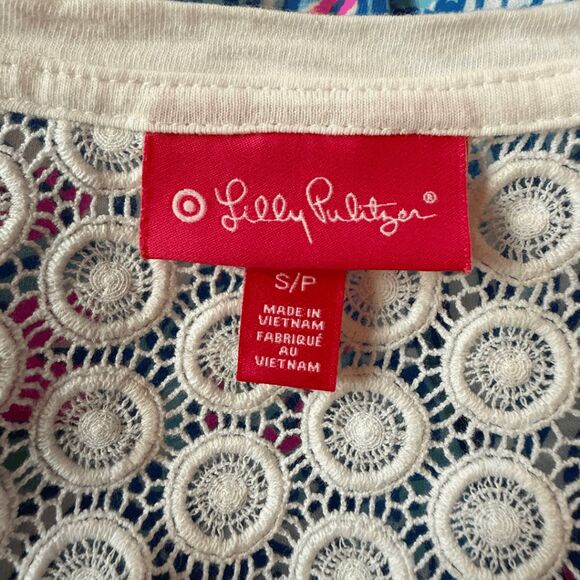 Lilly Pulitzer®
S/P
MADE IN
VIETNAM
FABRIQUÉ
AU
VIETNAM